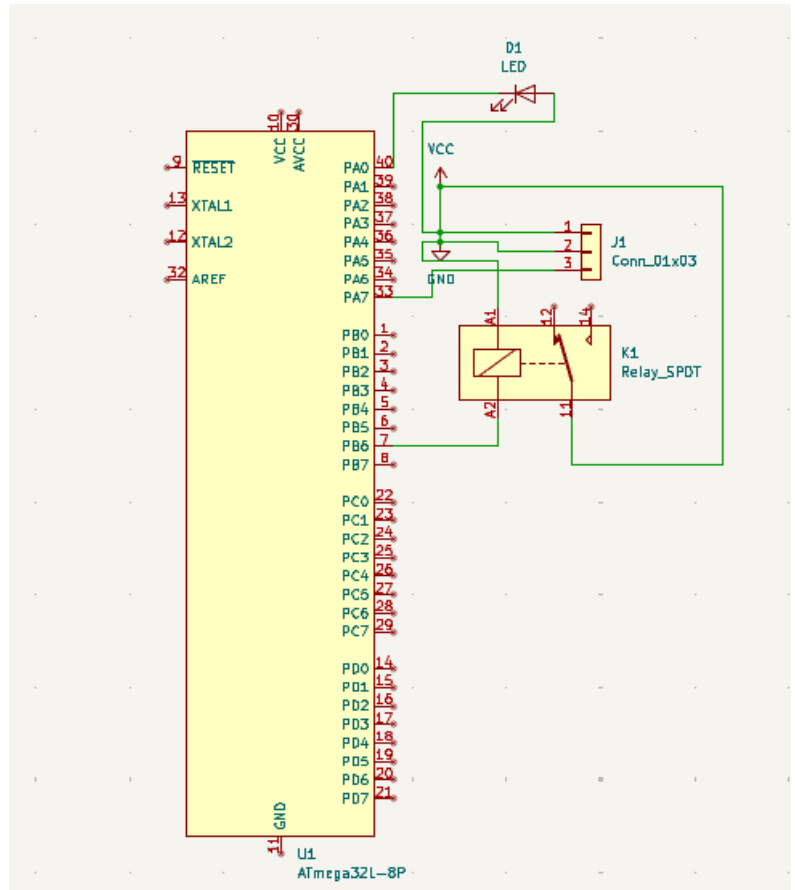 D1
LED
10
30
VCC
AVCC
VCC
9
RESET
13
XTAL1
12
XTAL2
32
AREF
PA0
40
PA1
39
PA2
38
PA3
37
PA4
36
PA5
35
PA6
34
PA7
33
1
2
3
J1
Conn_01x03
GND
PB0
1
PB1
2
PB2
3
PB3
4
PB4
5
PB5
6
PB6
7
PB7
8
A1
12
14
A2
11
K1
Relay_SPDT
PC0
22
PC1
23
PC2
24
PC3
25
PC4
26
PC5
27
PC6
28
PC7
29
PD0
14
PD1
15
PD2
16
PD3
17
PD4
18
PD5
19
PD6
20
PD7
21
GND
11
U1
ATmega32L-8P